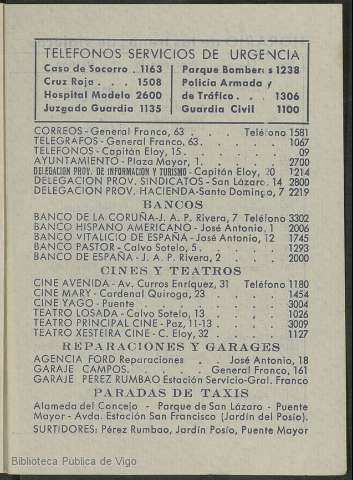 TELEFONOS SERVICIOS DE URGENCIA
Casa de Socorro . 1163
Cruz Roja . . . 1508
Hospital Modelo 2600
Juzgado Guardia 1135
Parque Bomberos 1238
Policía Armada y
de Tráfico . . 1306
Guardia Civil 1100
CORREOS - General Franco, 63 . . . Teléfono 1581
TELEGRAFOS - General Franco, 63 . . . . 1067
TELEFONOS - Capitán Eloy, 15 . . . . . 09
AYUNTAMIENTO - Plaza Mayor, 1. . . . . 2700
DELEGACION PROV. DE INFORMACION Y TURISMO - Capitán Eloy, 20 1214
DELEGACION PROV. SINDICATOS - San Lázaro, 14 2800
DELEGACION PROV. HACIENDA - Santo Domingo, 7 2219
BANCOS
BANCO DE LA CORUÑA - J. A. P. Rivera, 7 Teléfono 3302
BANCO HISPANO AMERICANO - José Antonio, 1 2006
BANCO VITALICIO DE ESPAÑA - José Antonio, 12 1745
BANCO PASTOR - Calvo Sotelo, 5 . . . . 1293
BANCO DE ESPAÑA - J. A. P. Rivera, 2 . . 2000
CINES Y TEATROS
CINE AVENIDA - Av. Curros Enríquez, 31 Teléfono 1180
CINE MARY - Cardenal Quiroga, 23 . . . 1454
CINE YAGO - Puente . . . . . 3004
TEATRO LOSADA - Calvo Sotelo, 13 . . . 1026
TEATRO PRINCIPAL CINE - Paz, 11-13 . . . 3009
TEATRO XESTEIRA CINE - C. Eloy, 32 . . . 1127
REPARACIONES Y GARAGES
AGENCIA FORD Reparaciones . . José Antonio, 18
GARAJE CAMPOS. . . . . General Franco, 161
GARAJE PEREZ RUMBAO Estación Servicio-Gral. Franco
PARADAS DE TAXIS
Alameda del Concejo - Parque de San Lázaro - Puente
Mayor - Avda. Estación San Francisco (Jardín del Posío).
SURTIDORES: Pérez Rumbao, Jardín Posío, Puente Mayor
Biblioteca Pública de Vigo